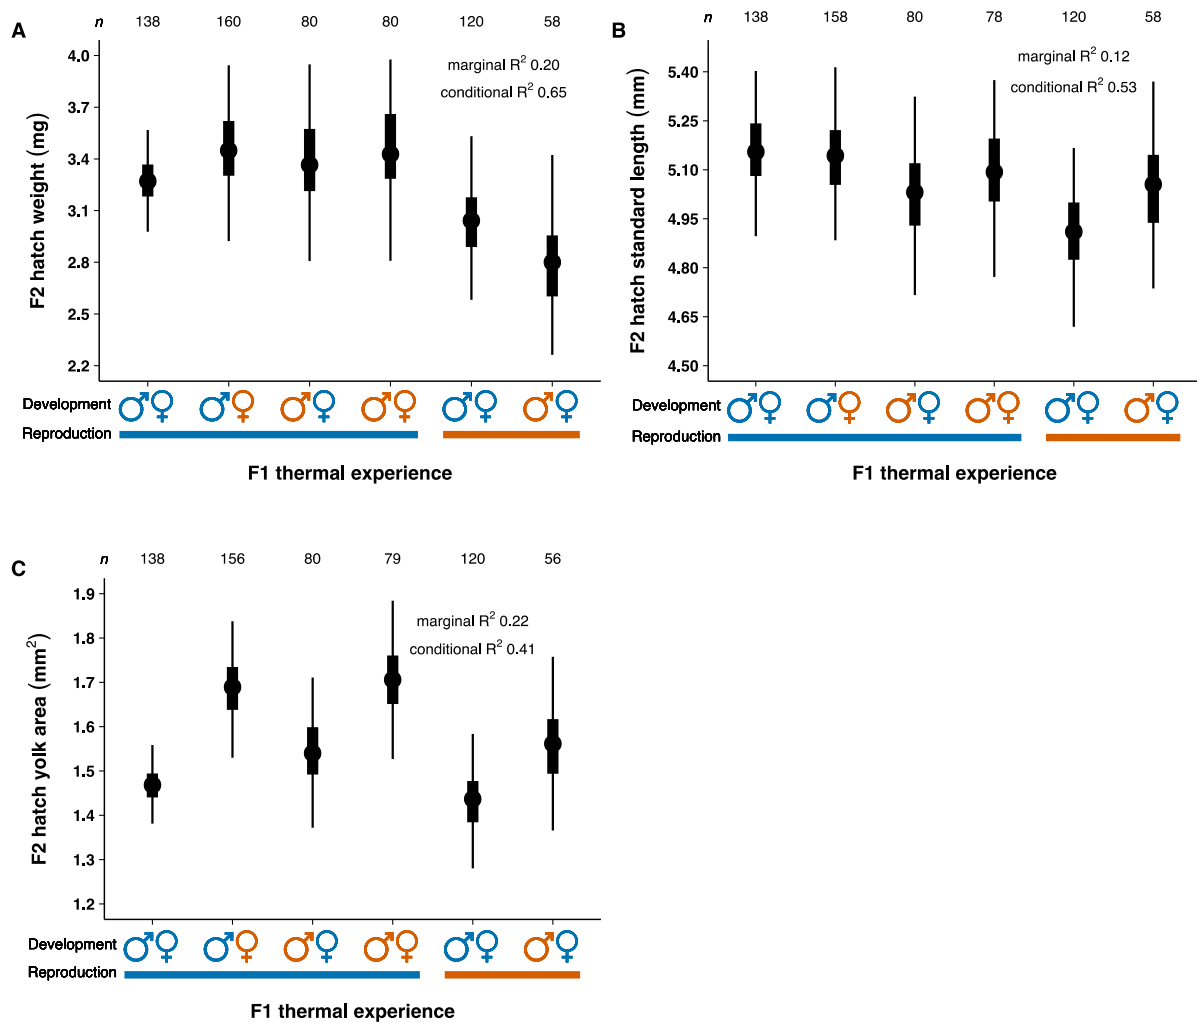 A
n 138 160 80 80 120 58
marginal R² 0.20
conditional R² 0.65
F2 hatch weight (mg)
4.0
3.7
3.4
3.1
2.8
2.5
2.2
Development ♂♀ ♂♀ ♂♀ ♂♀ ♂♀ ♂♀
Reproduction
F1 thermal experience
B
n 138 158 80 78 120 58
marginal R² 0.12
conditional R² 0.53
F2 hatch standard length (mm)
5.40
5.25
5.10
4.95
4.80
4.65
4.50
Development ♂♀ ♂♀ ♂♀ ♂♀ ♂♀ ♂♀
Reproduction
F1 thermal experience
C
n 138 156 80 79 120 56
marginal R² 0.22
conditional R² 0.41
F2 hatch yolk area (mm²)
1.9
1.8
1.7
1.6
1.5
1.4
1.3
1.2
Development ♂♀ ♂♀ ♂♀ ♂♀ ♂♀ ♂♀
Reproduction
F1 thermal experience